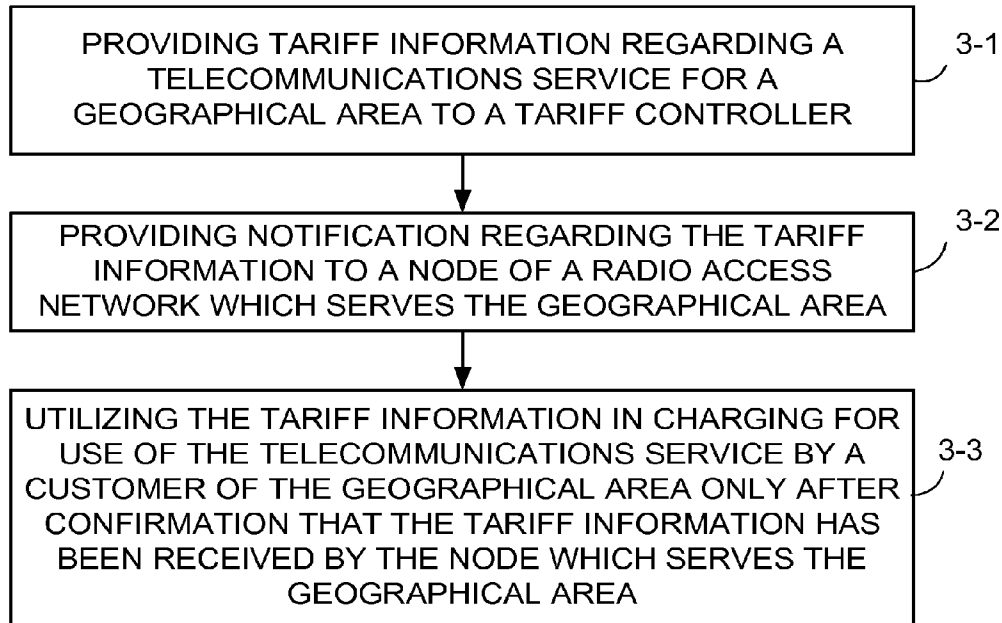 PROVIDING TARIFF INFORMATION REGARDING A
TELECOMMUNICATIONS SERVICE FOR A
GEOGRAPHICAL AREA TO A TARIFF CONTROLLER
3-1
PROVIDING NOTIFICATION REGARDING THE TARIFF
INFORMATION TO A NODE OF A RADIO ACCESS
NETWORK WHICH SERVES THE GEOGRAPHICAL AREA
3-2
UTILIZING THE TARIFF INFORMATION IN CHARGING FOR
USE OF THE TELECOMMUNICATIONS SERVICE BY A
CUSTOMER OF THE GEOGRAPHICAL AREA ONLY AFTER
CONFIRMATION THAT THE TARIFF INFORMATION HAS
BEEN RECEIVED BY THE NODE WHICH SERVES THE
GEOGRAPHICAL AREA
3-3